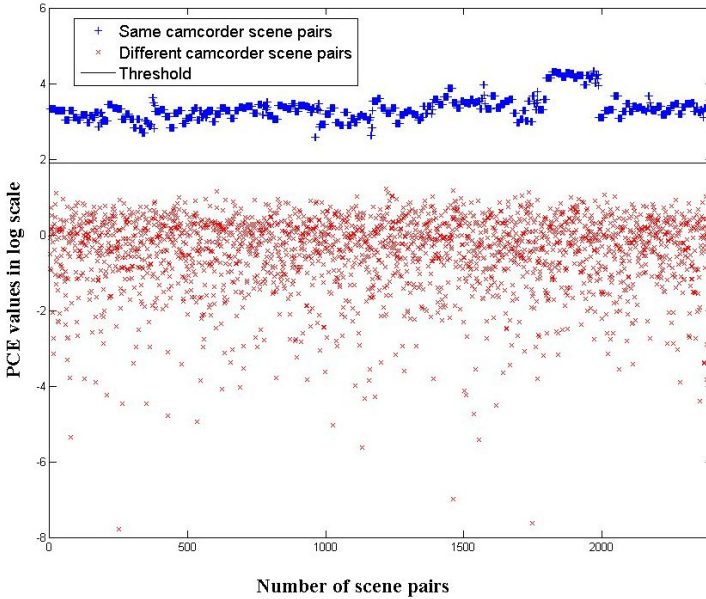 6
Same camcorder scene pairs
Different camcorder scene pairs
Threshold
4
2
0
-2
-4
-6
-8
0
500
1000
1500
2000
PCE values in log scale
Number of scene pairs